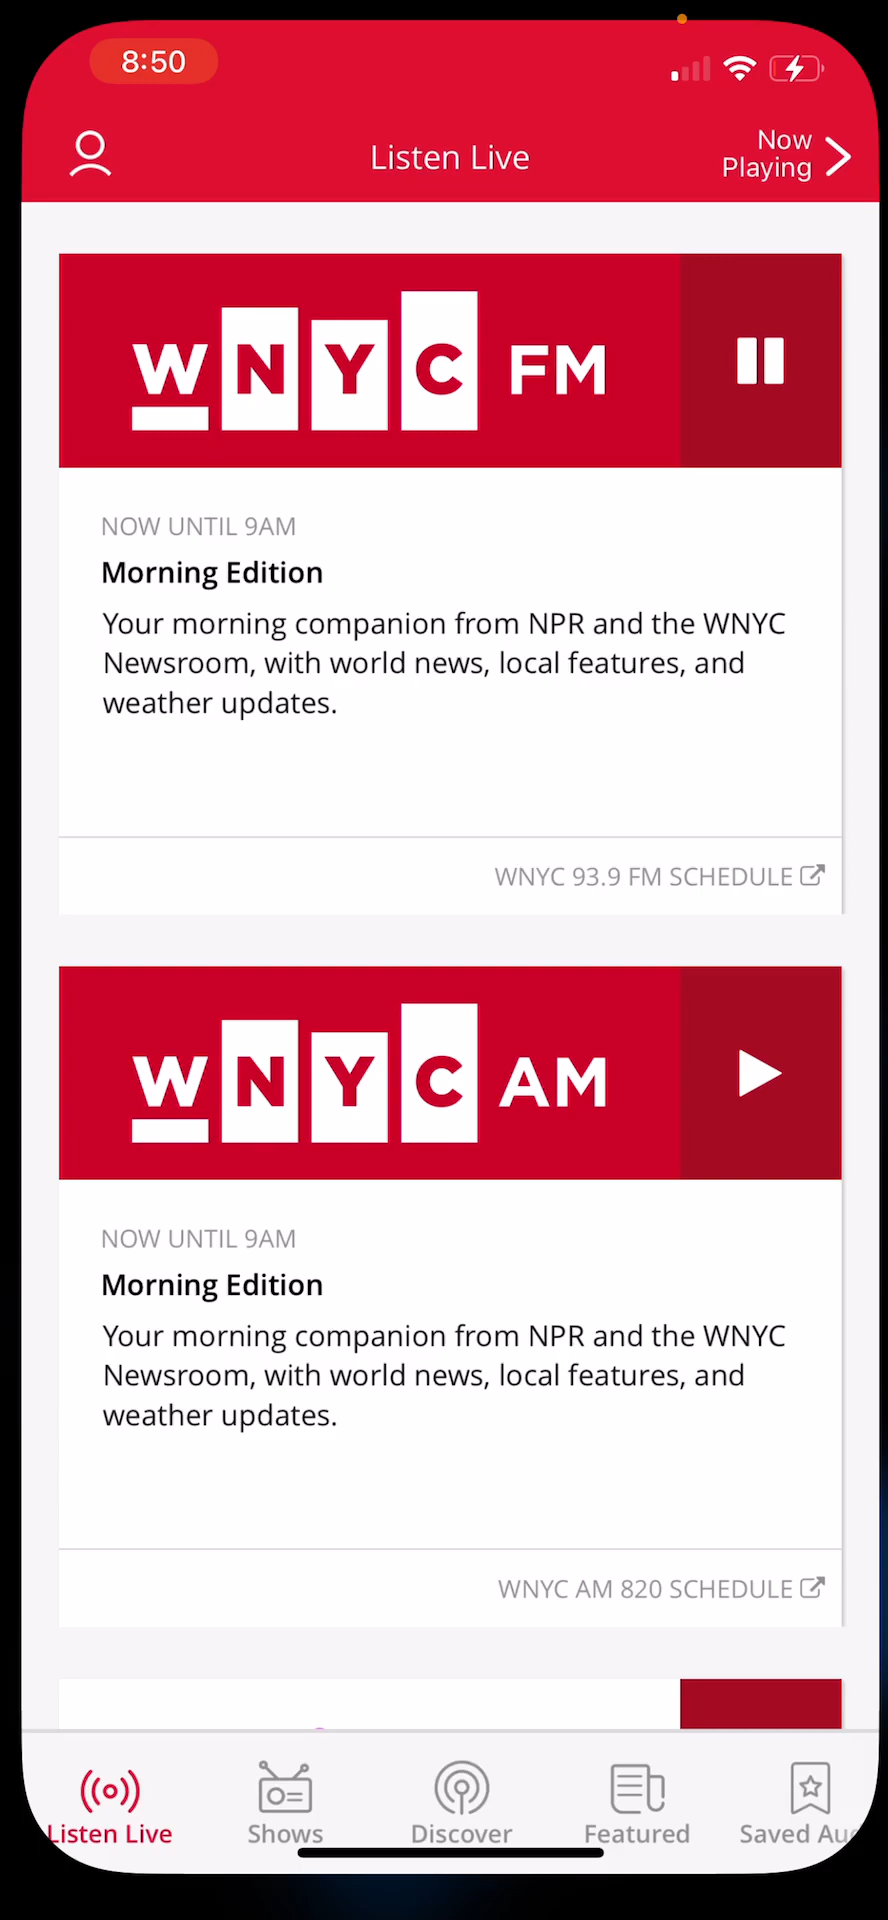 8:50
Listen Live
Now
Playing
WNYC FM
NOW UNTIL 9AM
Morning Edition
Your morning companion from NPR and the WNYC
Newsroom, with world news, local features, and
weather updates.
WNYC 93.9 FM SCHEDULE
WNYC AM
NOW UNTIL 9AM
Morning Edition
Your morning companion from NPR and the WNYC
Newsroom, with world news, local features, and
weather updates.
WNYC AM 820 SCHEDULE
Listen Live
Shows
Discover
Featured
Saved Au